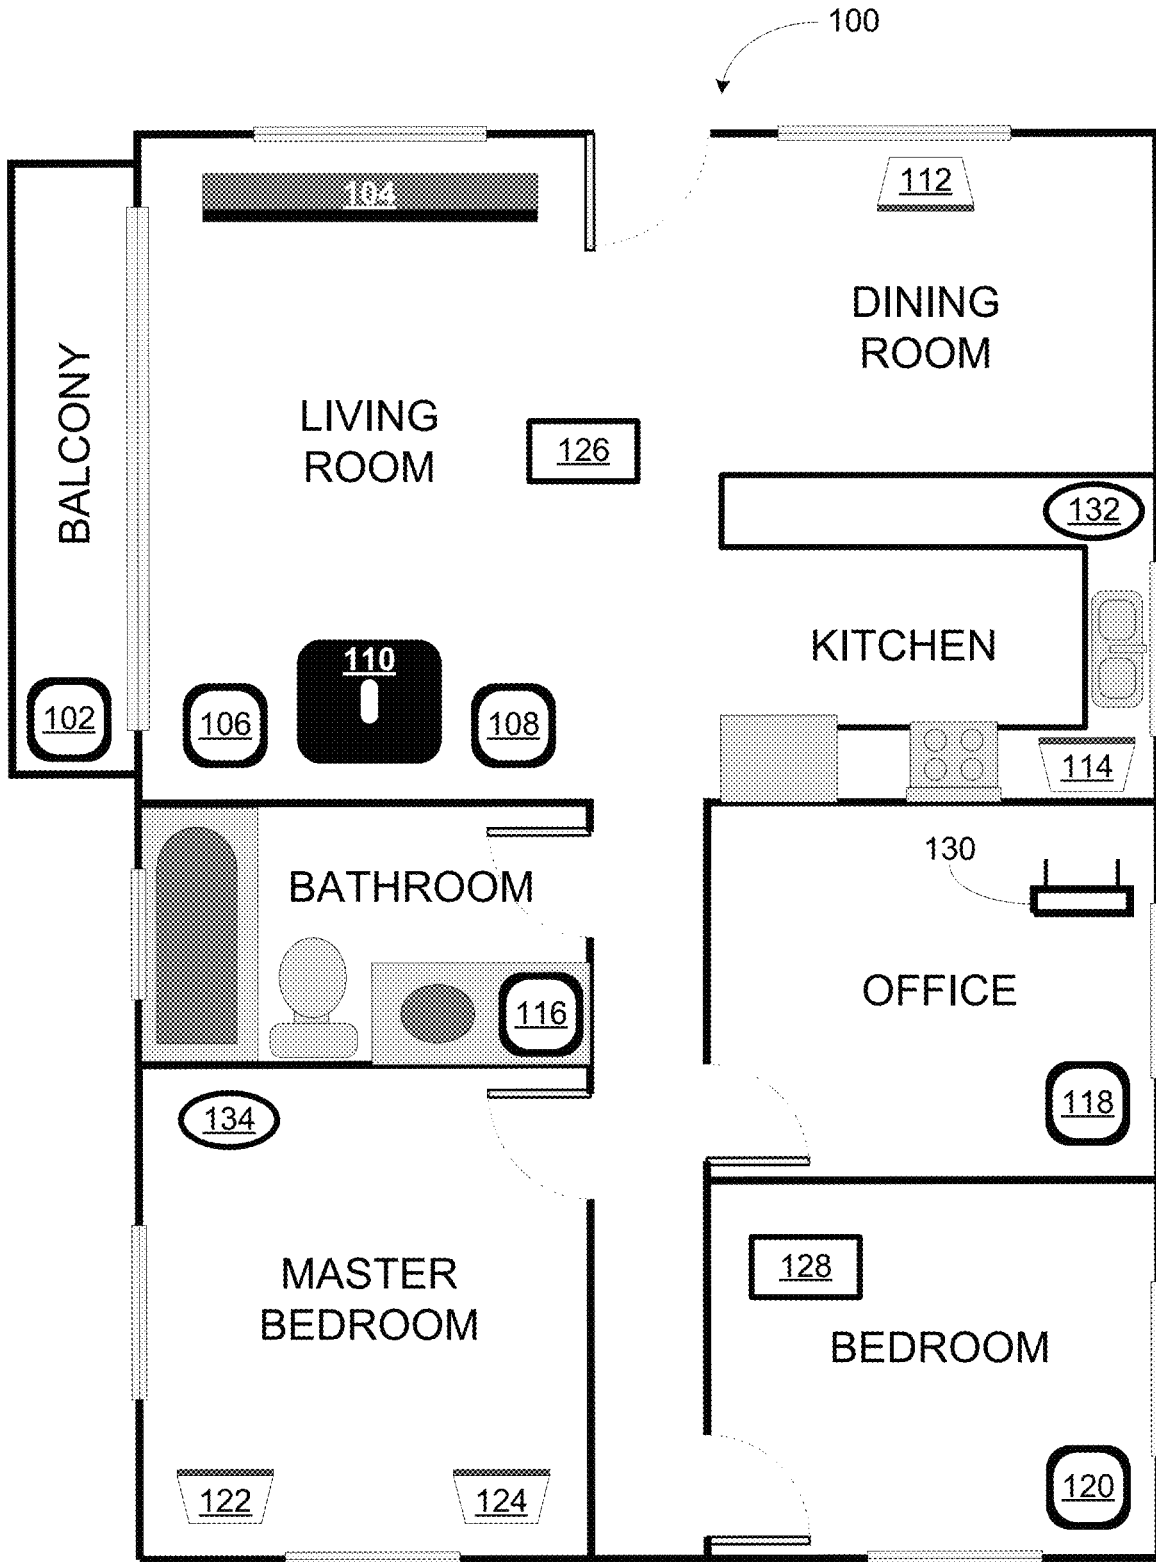 100
104
112
DINING
ROOM
BALCONY
LIVING
ROOM
126
132
KITCHEN
110
102
106
108
114
130
BATHROOM
OFFICE
116
118
134
128
MASTER
BEDROOM
BEDROOM
122
124
120